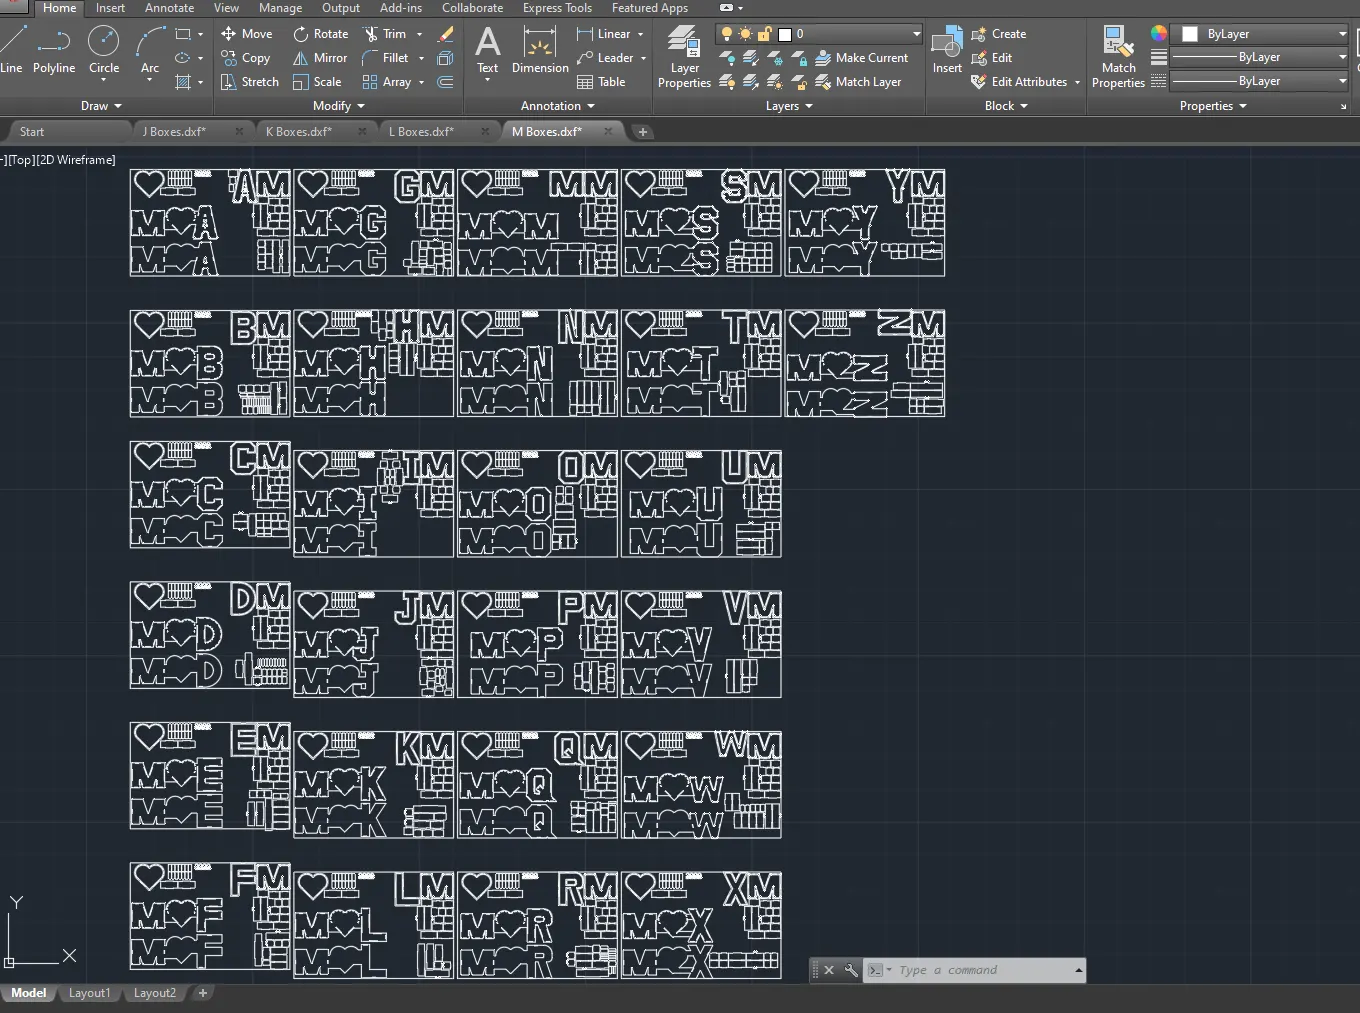 Home Insert Annotate View Manage Output Add-ins Collaborate Express Tools Featured Apps
Line Polyline Circle Arc
Move Rotate Trim
Copy Mirror Fillet
Stretch Scale Array
Text Dimension
Linear
Leader
Table
Layer Properties
0
Make Current
Match Layer
Insert
Create
Edit
Edit Attributes
Match Properties
ByLayer
ByLayer
ByLayer
Draw Modify Annotation Layers Block Properties
Start J Boxes.dxf* K Boxes.dxf* L Boxes.dxf* M Boxes.dxf*
-][Top][2D Wireframe]
AM GM MM SM YM
M A M G M M M S M Y
M A M G M M M S M Y
BM HM NM TM ZM
M B M H M N M T M Z
M B M H M N M T M Z
CM IM OM UM
M C M I M O M U
M C M I M O M U
DM JM PM VM
M D M J M P M V
M D M J M P M V
EM KM QM WM
M E M K M Q M W
M E M K M Q M W
FM LM RM XM
M F M L M R M X
M F M L M R M X
Y
X
Type a command
Model Layout1 Layout2